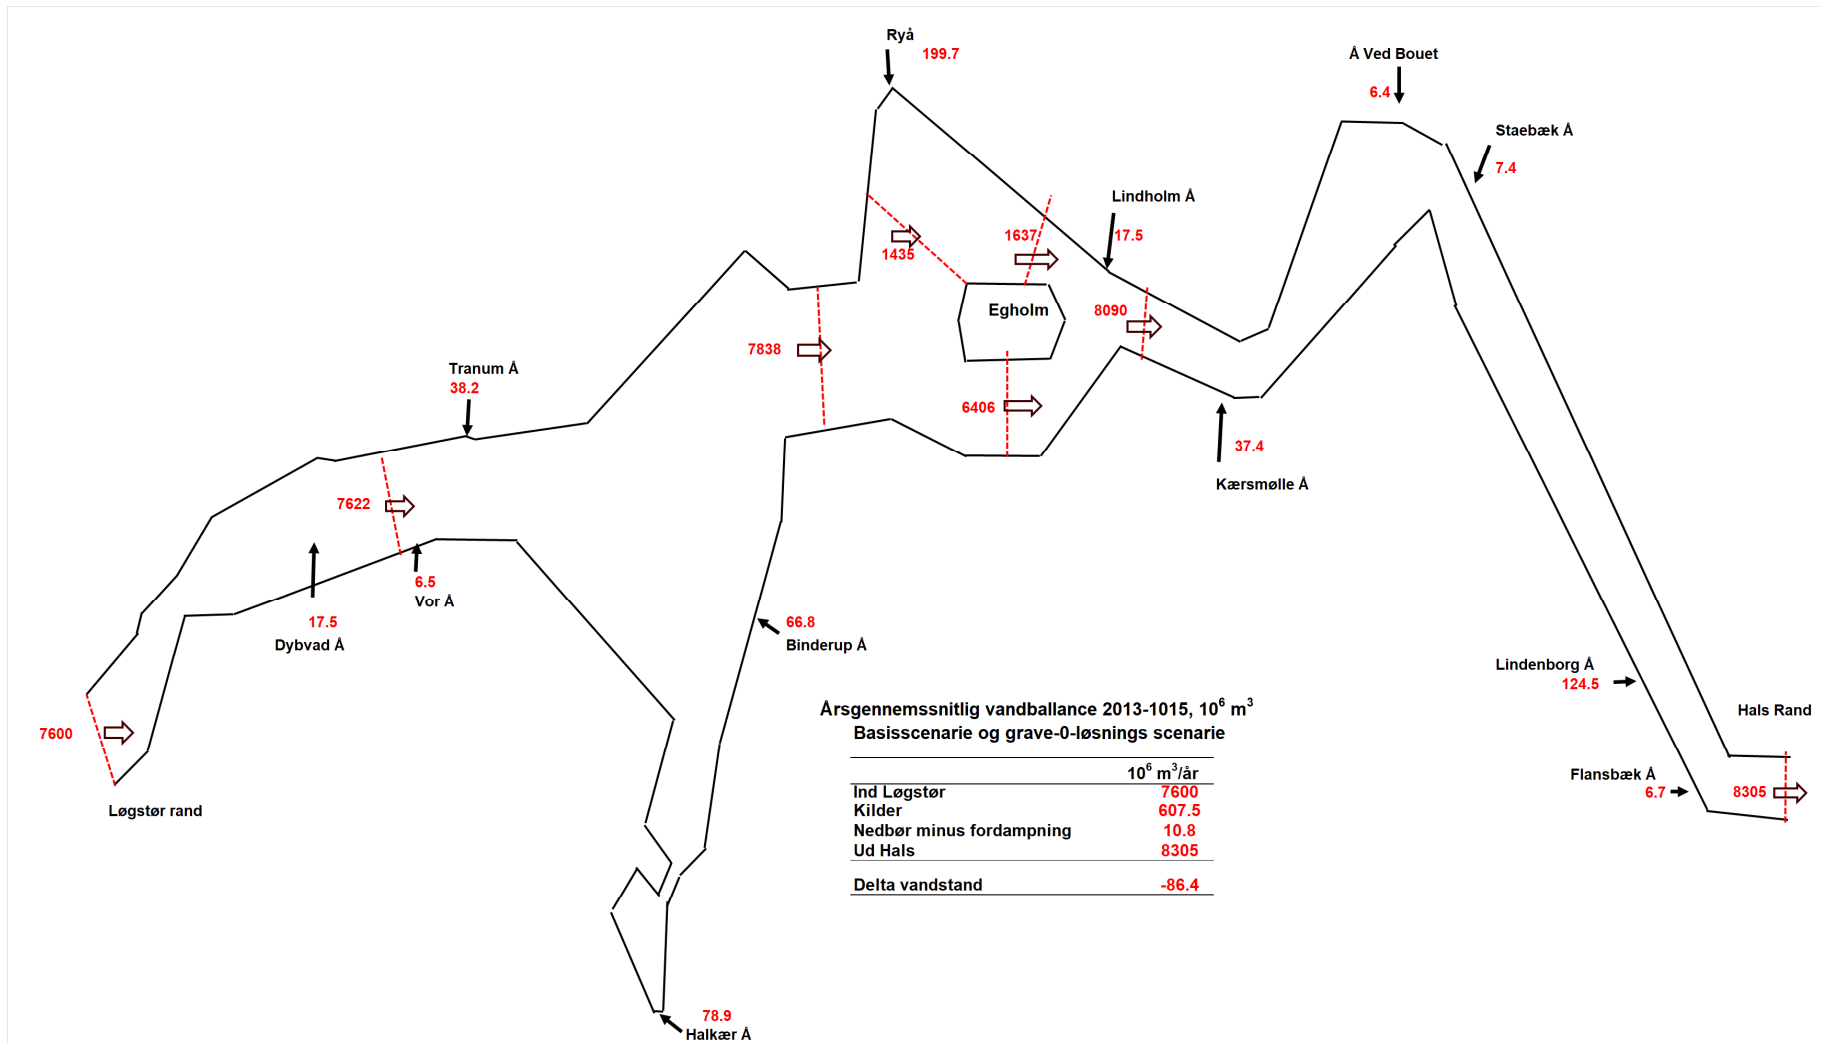 Ryå
199.7
Å Ved Bouet
6.4
Staebæk Å
7.4
Lindholm Å
17.5
1637
1435
Egholm
8090
7838
Tranum Å
38.2
6406
37.4
Kærsmølle Å
7622
6.5
Vor Å
17.5
Dybvad Å
66.8
Binderup Å
Lindenborg Å
124.5
Hals Rand
7600
Løgstør rand
Flansbæk Å
6.7
8305
Årsgennemssnitlig vandballance 2013-1015, 10⁶ m³
Basisscenarie og grave-0-løsnings scenarie
10⁶ m³/år
Ind Løgstør 7600
Kilder 607.5
Nedbør minus fordampning 10.8
Ud Hals 8305
Delta vandstand -86.4
78.9
Halkær Å